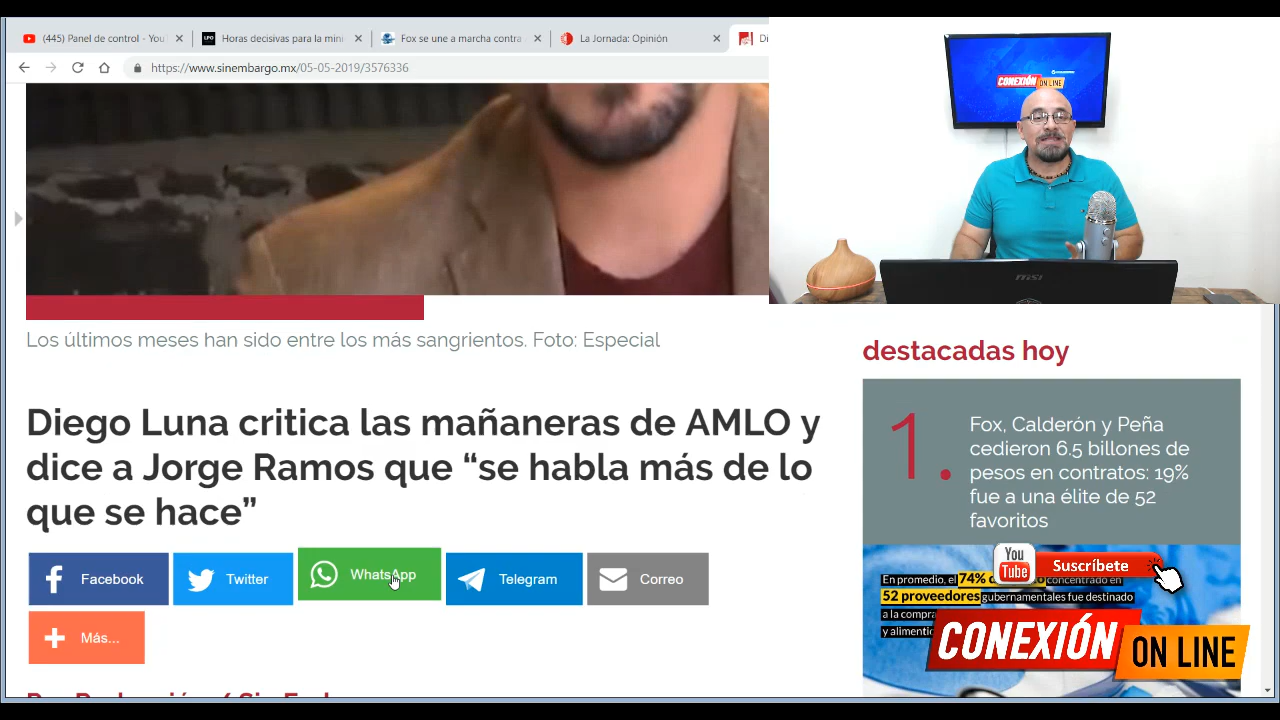 (445) Panel de control - You
LPO
Horas decisivas para la mini
Fox se une a marcha contra
La Jornada: Opinión
https://www.sinembargo.mx/05-05-2019/3576336
CONEXIÓN ON LINE
msi
Los últimos meses han sido entre los más sangrientos. Foto: Especial
Diego Luna critica las mañaneras de AMLO y
dice a Jorge Ramos que “se habla más de lo
que se hace”
Facebook
Twitter
WhatsApp
Telegram
Correo
Más...
destacadas hoy
1.
Fox, Calderón y Peña
cedieron 6.5 billones de
pesos en contratos: 19%
fue a una élite de 52
favoritos
You Tube
Suscríbete
En promedio, el 74% concentrado en
52 proveedores gubernamentales fue destinado
a la compra
y alimentic
CONEXIÓN ON LINE